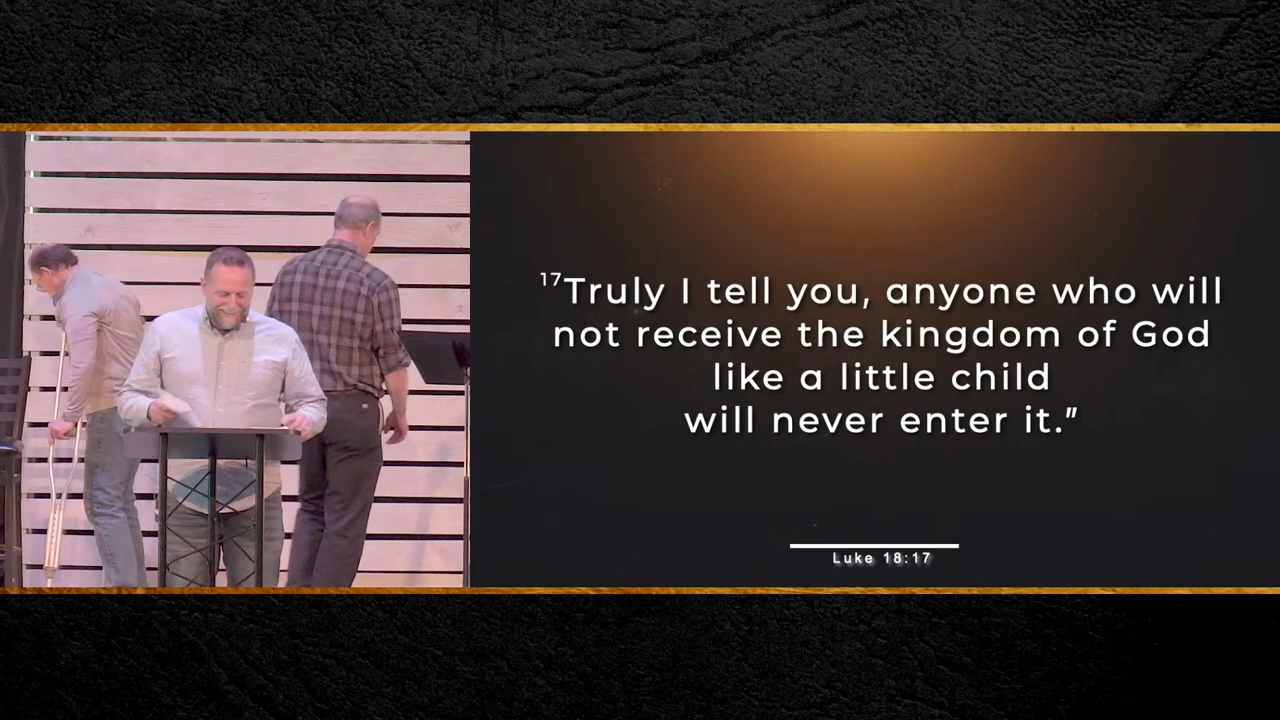 17Truly I tell you, anyone who will
not receive the kingdom of God
like a little child
will never enter it.”
Luke 18:17